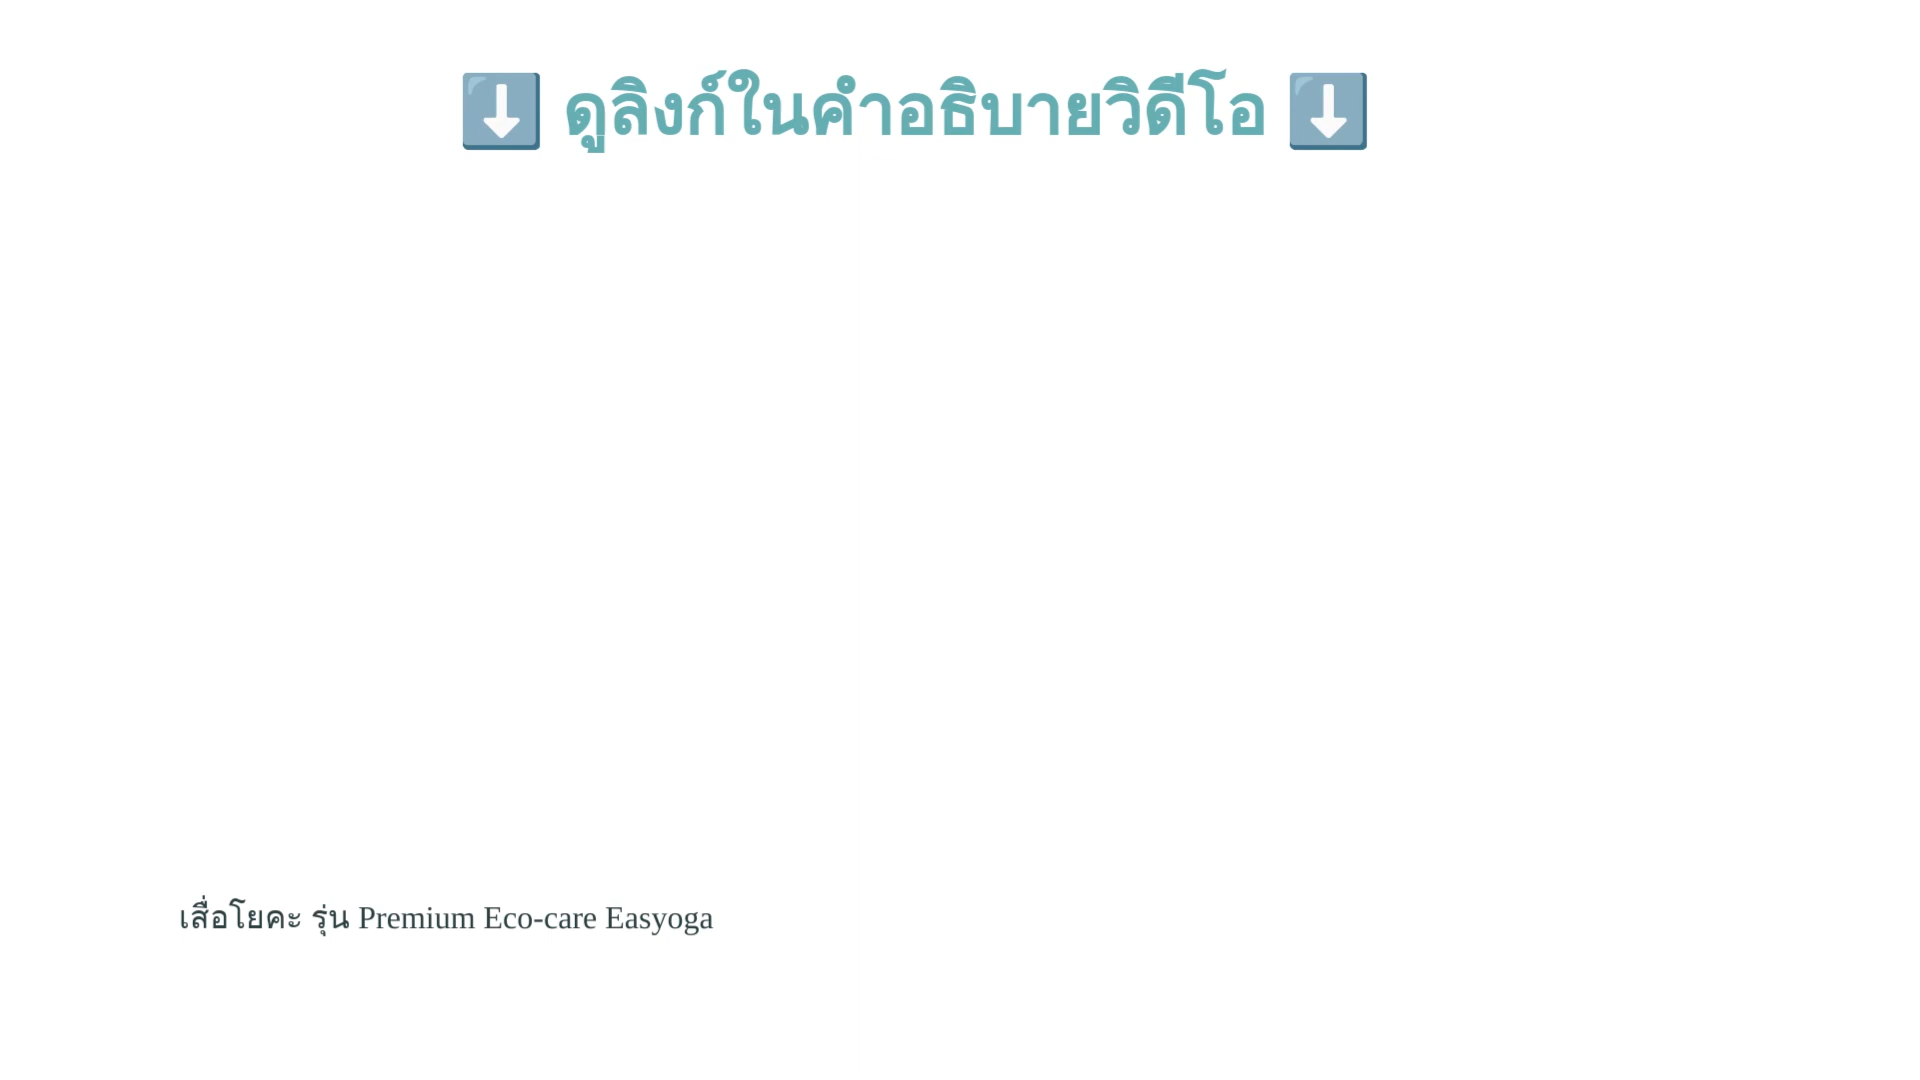 ⬇️ ดูลิงก์ในคำอธิบายวิดีโอ ⬇️
เสื่อโยคะ รุ่น Premium Eco-care Easyoga